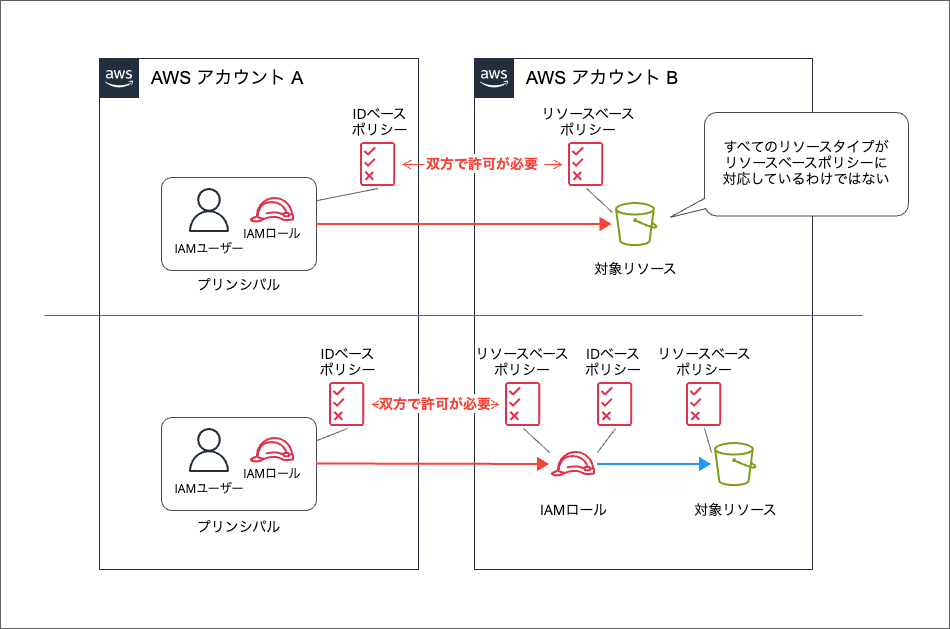 aws
AWS アカウント A
aws
AWS アカウント B
IDベース
ポリシー
リソースベース
ポリシー
双方で許可が必要
すべてのリソースタイプが
リソースベースポリシーに
対応しているわけではない
IAMユーザー
IAMロール
プリンシパル
対象リソース
IDベース
ポリシー
リソースベース
ポリシー
IDベース
ポリシー
リソースベース
ポリシー
双方で許可が必要
IAMユーザー
IAMロール
プリンシパル
IAMロール
対象リソース